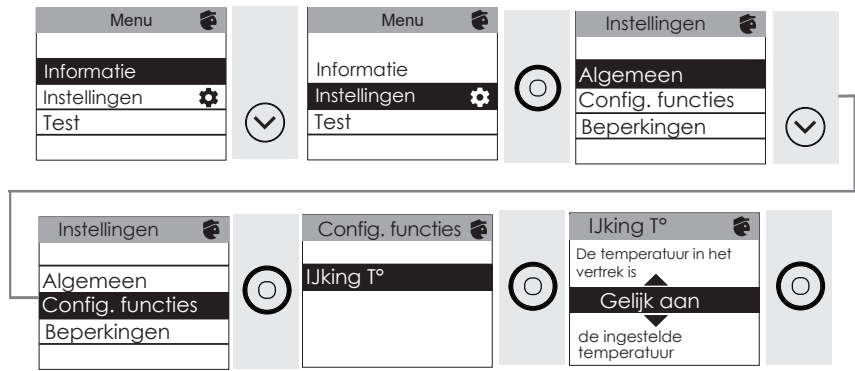 Menu
Informatie
Instellingen
Test
Menu
Informatie
Instellingen
Test
Instellingen
Algemeen
Config. functies
Beperkingen
Instellingen
Algemeen
Config. functies
Beperkingen
Config. functies
IJking T°
IJking T°
De temperatuur in het
vertrek is
Gelijk aan
de ingestelde
temperatuur